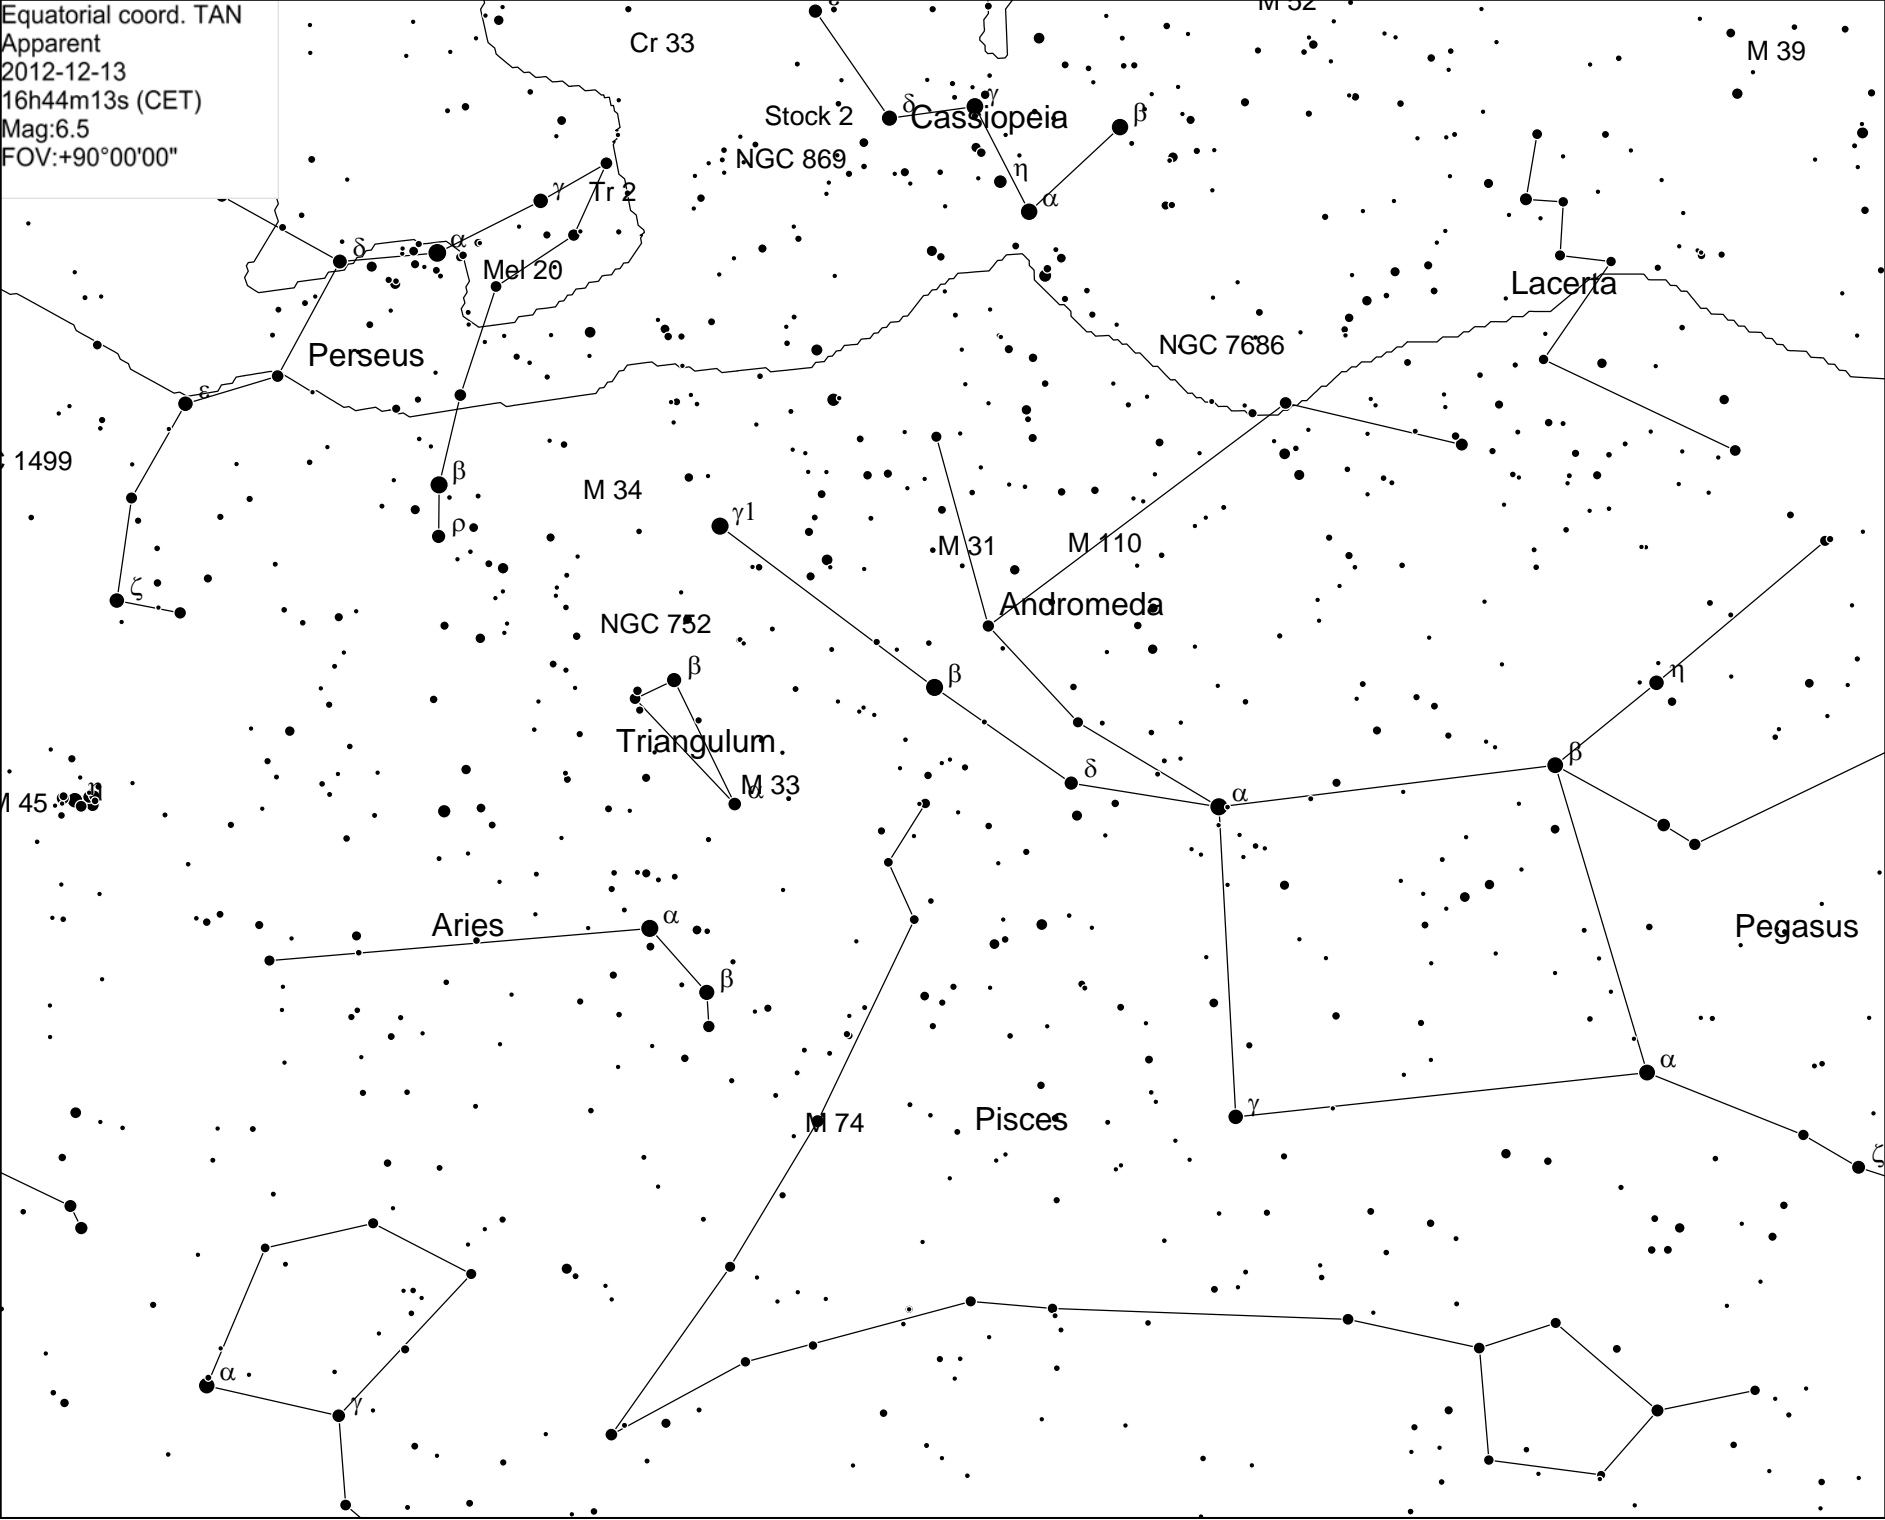 Equatorial coord. TAN
Apparent
2012-12-13
16h44m13s (CET)
Mag:6.5
FOV:+90°00'00"
M 52
Cr 33
M 39
γ
δ
Cassiopeia
β
Stock 2
NGC 869
η
γ
Tr 2
α
α
δ
Mel 20
Lacerta
NGC 7686
Perseus
ε
1499
β
M 34
γ1
ρ
M 31
M 110
ζ
Andromeda
NGC 752
β
β
η
Triangulum
β
δ
M 33
α
η
M 45
α
Aries
α
Pegasus
β
α
γ
M 74
Pisces
ζ
α
γ